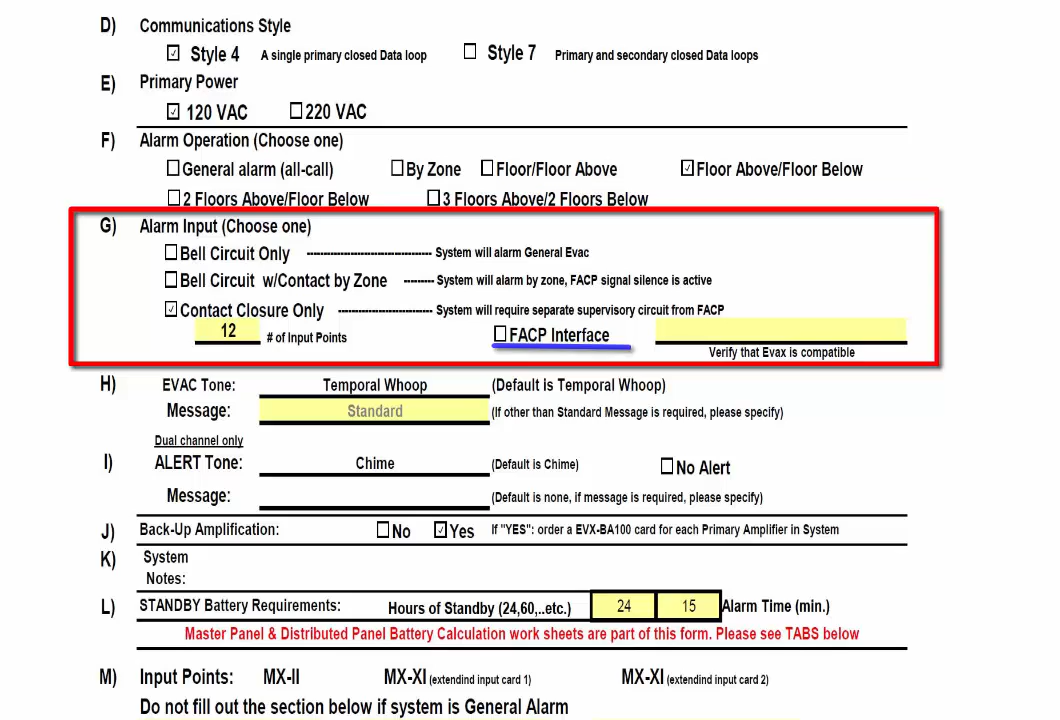 D) Communications Style
Style 4 A single primary closed Data loop Style 7 Primary and secondary closed Data loops
E) Primary Power
120 VAC 220 VAC
F) Alarm Operation (Choose one)
General alarm (all-call) By Zone Floor/Floor Above Floor Above/Floor Below
2 Floors Above/Floor Below 3 Floors Above/2 Floors Below
G) Alarm Input (Choose one)
Bell Circuit Only ----------------------------------- System will alarm General Evac
Bell Circuit w/Contact by Zone --------- System will alarm by zone, FACP signal silence is active
Contact Closure Only --------------------------- System will require separate supervisory circuit from FACP
12 # of Input Points FACP Interface
Verify that Evax is compatible
H) EVAC Tone: Temporal Whoop (Default is Temporal Whoop)
Message: Standard (If other than Standard Message is required, please specify)
Dual channel only
I) ALERT Tone: Chime (Default is Chime) No Alert
Message: (Default is none, if message is required, please specify)
J) Back-Up Amplification: No Yes If "YES": order a EVX-BA100 card for each Primary Amplifier in System
K) System
Notes:
L) STANDBY Battery Requirements: Hours of Standby (24,60,..etc.) 24 15 Alarm Time (min.)
Master Panel & Distributed Panel Battery Calculation work sheets are part of this form. Please see TABS below
M) Input Points: MX-II MX-XI (extendind input card 1) MX-XI (extendind input card 2)
Do not fill out the section below if system is General Alarm